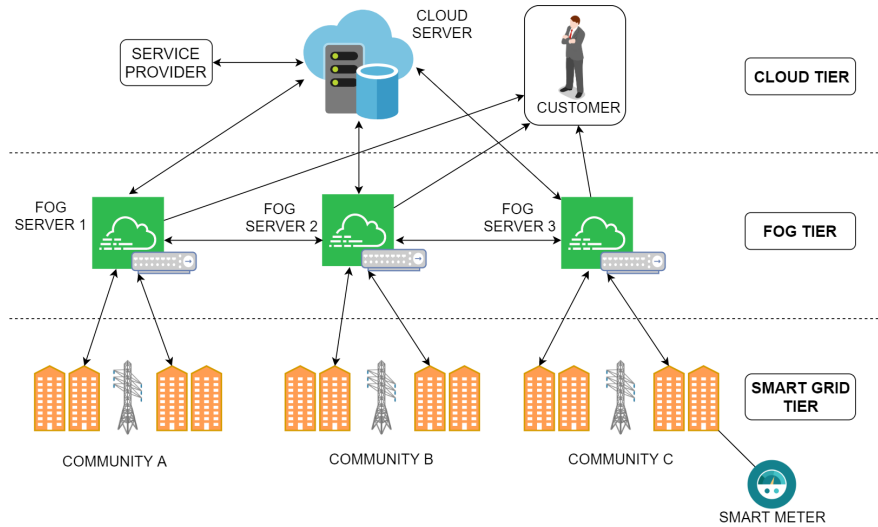 CLOUD
SERVER
SERVICE
PROVIDER
CUSTOMER
CLOUD TIER
FOG
SERVER 1
FOG
SERVER 2
FOG
SERVER 3
FOG TIER
SMART GRID
TIER
COMMUNITY A
COMMUNITY B
COMMUNITY C
SMART METER